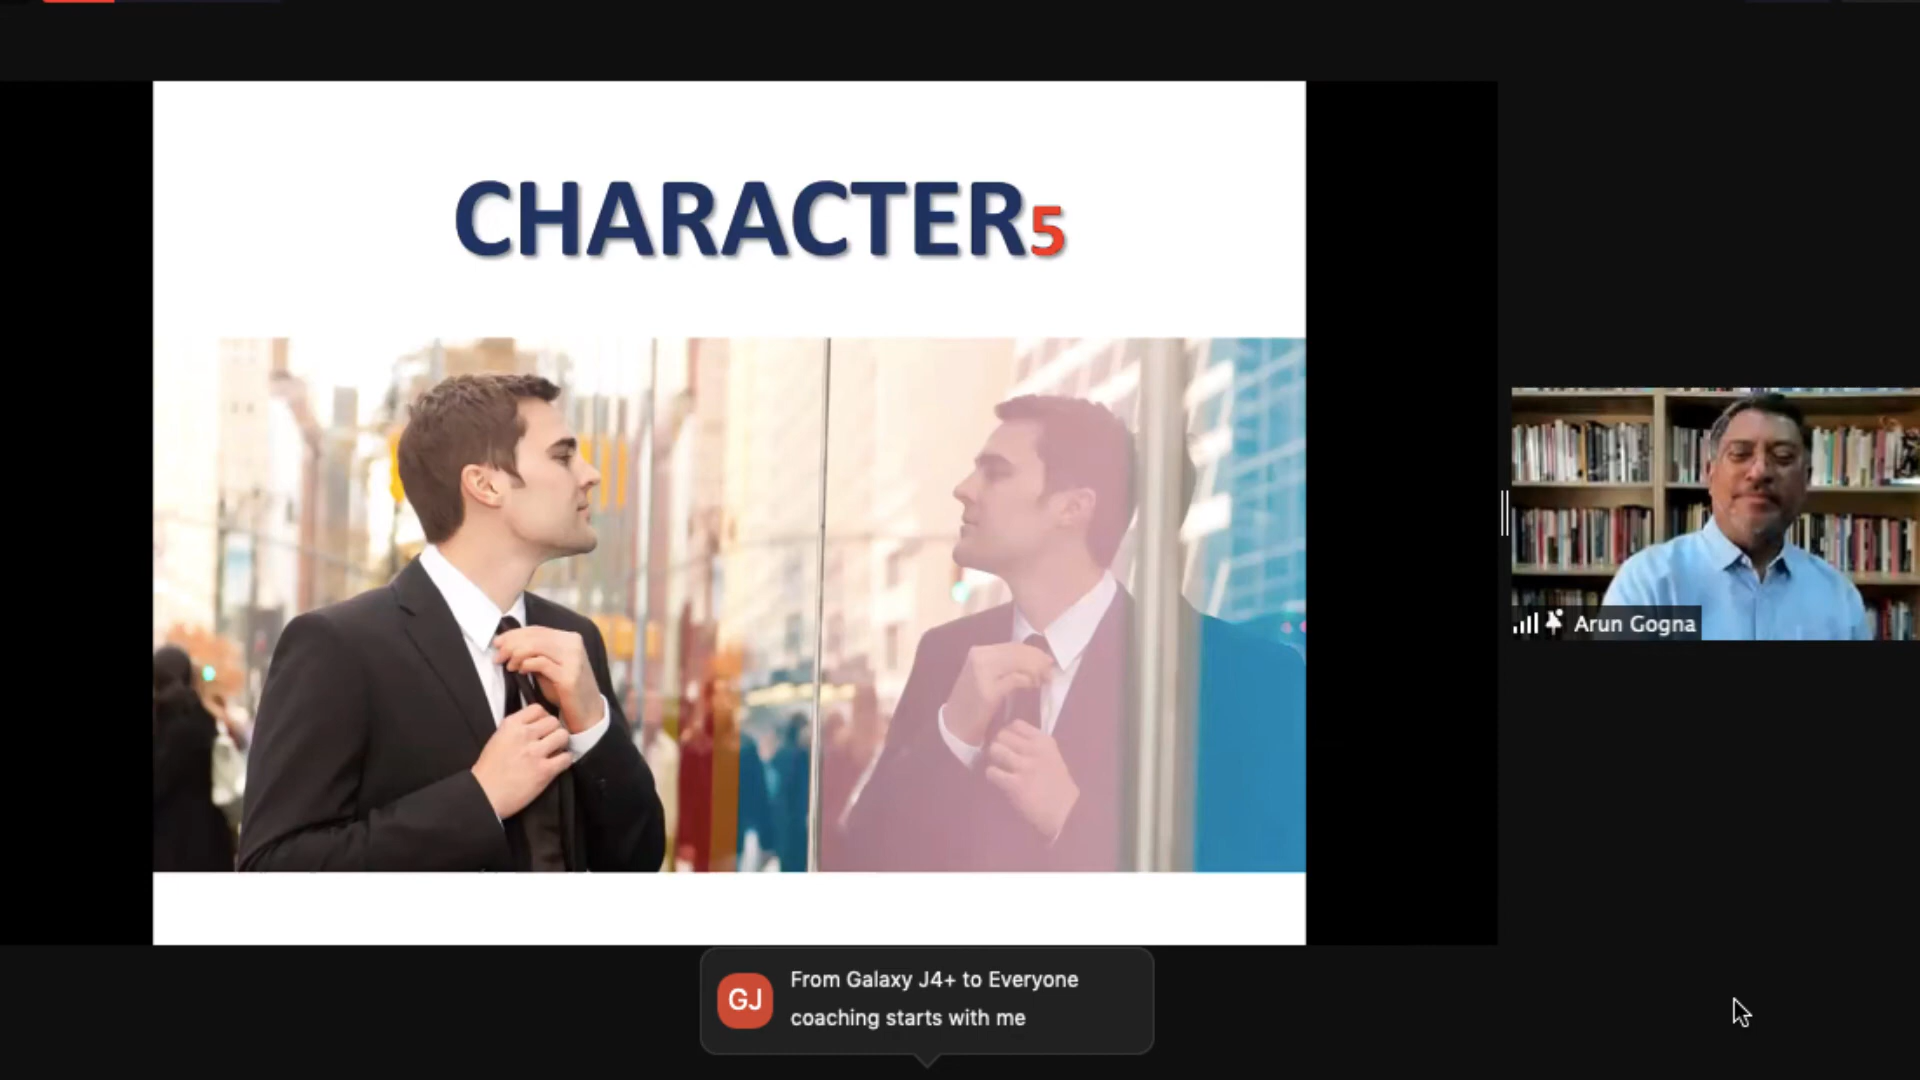 CHARACTER5
Arun Gogna
GJ
From Galaxy J4+ to Everyone
coaching starts with me